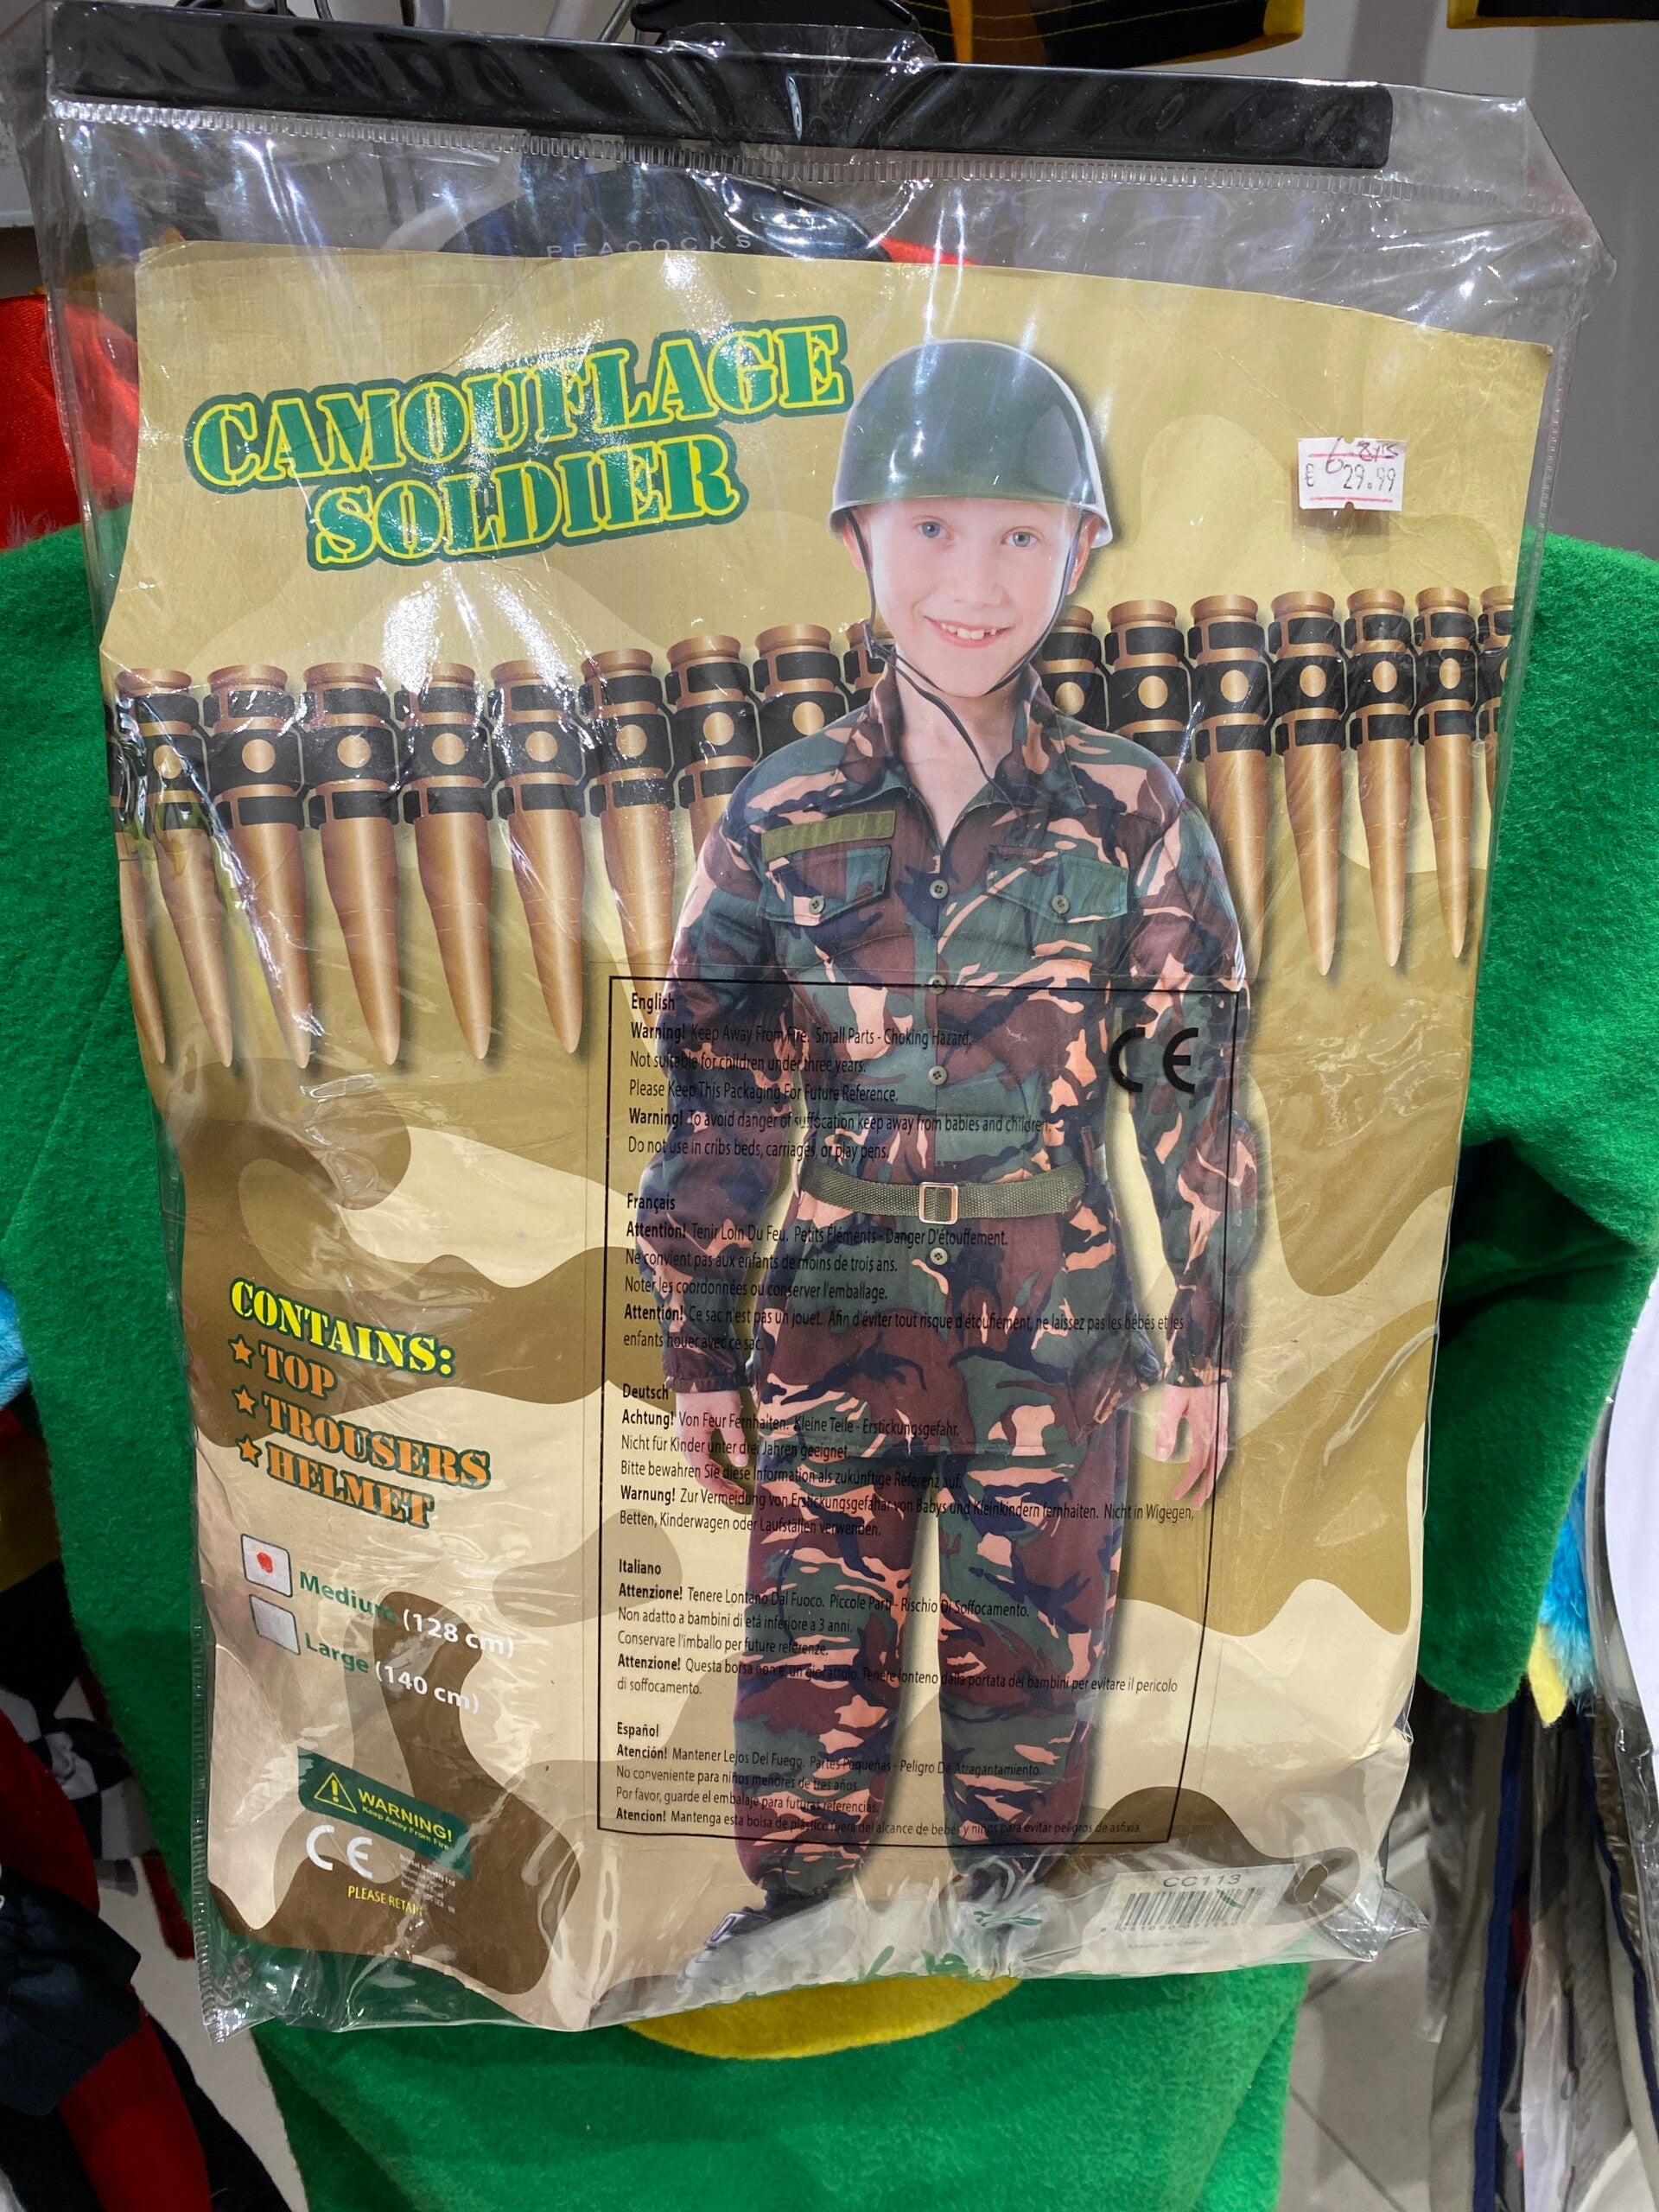 PEACOCKS
CAMOUFLAGE
SOLDIER
6-8yrs
€ 29.99
English
Warning! Keep Away From Fire. Small Parts - Choking Hazard.
Not suitable for children under three years.
Please Keep This Packaging For Future Reference.
Warning! To avoid danger of suffocation keep away from babies and children.
Do not use in cribs beds, carriages, or play pens.
CE
Français
Attention! Tenir Loin Du Feu. Petits Éléments - Danger D'étouffement.
Ne convient pas aux enfants de moins de trois ans.
Noter les coordonnées ou conserver l'emballage.
Attention! Ce sac n'est pas un jouet. Afin d'éviter tout risque d'étouffement, ne laissez pas les bébés et les
enfants houer avec ce sac.
Deutsch
Achtung! Von Feur Fernhalten. Kleine Teile - Erstickungsgefahr.
Nicht für Kinder unter drei Jahren geeignet
Bitte bewahren Sie diese Information als zukünftige Referenz auf.
Warnung! Zur Vermeidung von Erstickungsgefahar von Babys und Kleinkindern fernhalten. Nicht in Wigegen,
Betten, Kinderwagen oder Laufställen verwenden.
Italiano
Attenzione! Tenere Lontano Dal Fuoco. Piccole Parti - Rischio Di Soffocamento.
Non adatto a bambini di età inferiore a 3 anni.
Conservare l'imballo per future referenze.
Attenzione! Questa borsa non e' un giocattolo. Tenere lonteno dalla portata dei bambini per evitare il pericolo
di soffocamento.
Español
Atención! Mantener Lejos Del Fuego. Partes Pequeñas - Peligro De Atragantamiento.
No conveniente para niños menores de tres años.
Por favor, guarde el embalaje para futuras referencias.
Atencion! Mantenga esta bolsa de plástico fuera del alcance de bebés y niños para evitar peligros de asfixia.
CONTAINS:
TOP
TROUSERS
HELMET
Medium (128 cm)
Large (140 cm)
WARNING!
Keep Away From Fire
CE
PLEASE RETAIN
CC113
Made in China